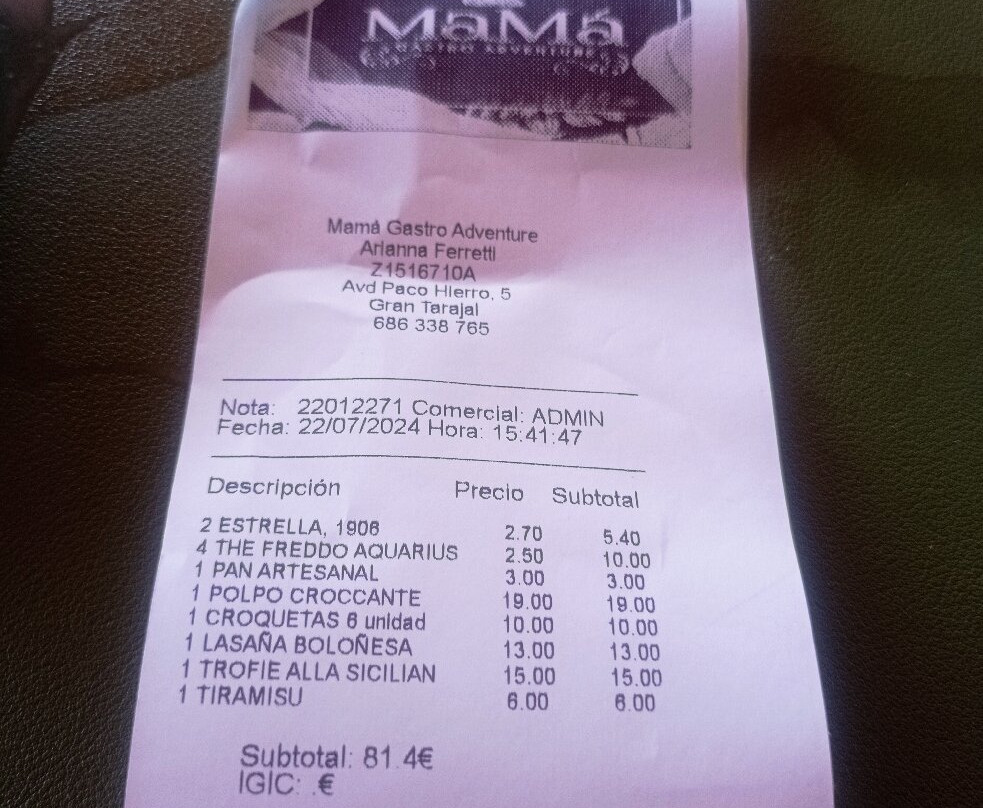 MaMá
GASTRO ADVENTURE
Mamá Gastro Adventure
Arianna Ferretti
Z1516710A
Avd Paco Hierro, 5
Gran Tarajal
686 338 765
Nota: 22012271 Comercial: ADMIN
Fecha: 22/07/2024 Hora: 15:41:47
Descripción Precio Subtotal
2 ESTRELLA, 1906 2.70 5.40
4 THE FREDDO AQUARIUS 2.50 10.00
1 PAN ARTESANAL 3.00 3.00
1 POLPO CROCCANTE 19.00 19.00
1 CROQUETAS 6 unidad 10.00 10.00
1 LASAÑA BOLOÑESA 13.00 13.00
1 TROFIE ALLA SICILIAN 15.00 15.00
1 TIRAMISU 6.00 6.00
Subtotal: 81.4€
IGIC: .€